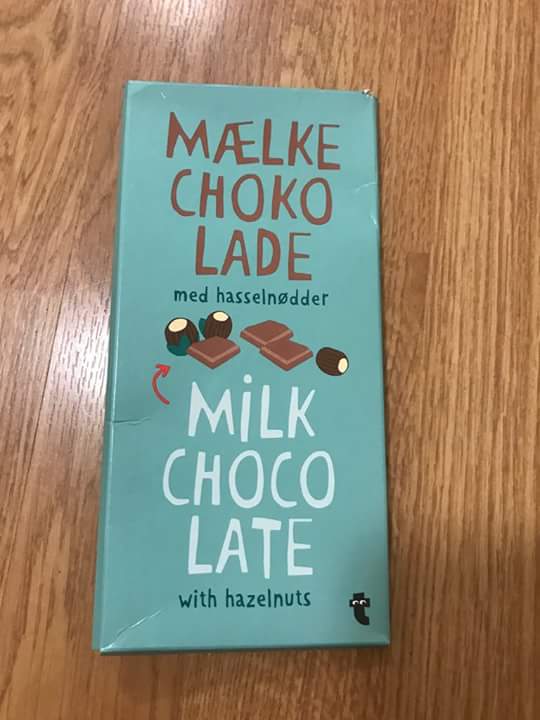 MÆLKE
CHOKO
LADE
med hasselnødder
MiLK
CHOCO
LATE
with hazelnuts
t